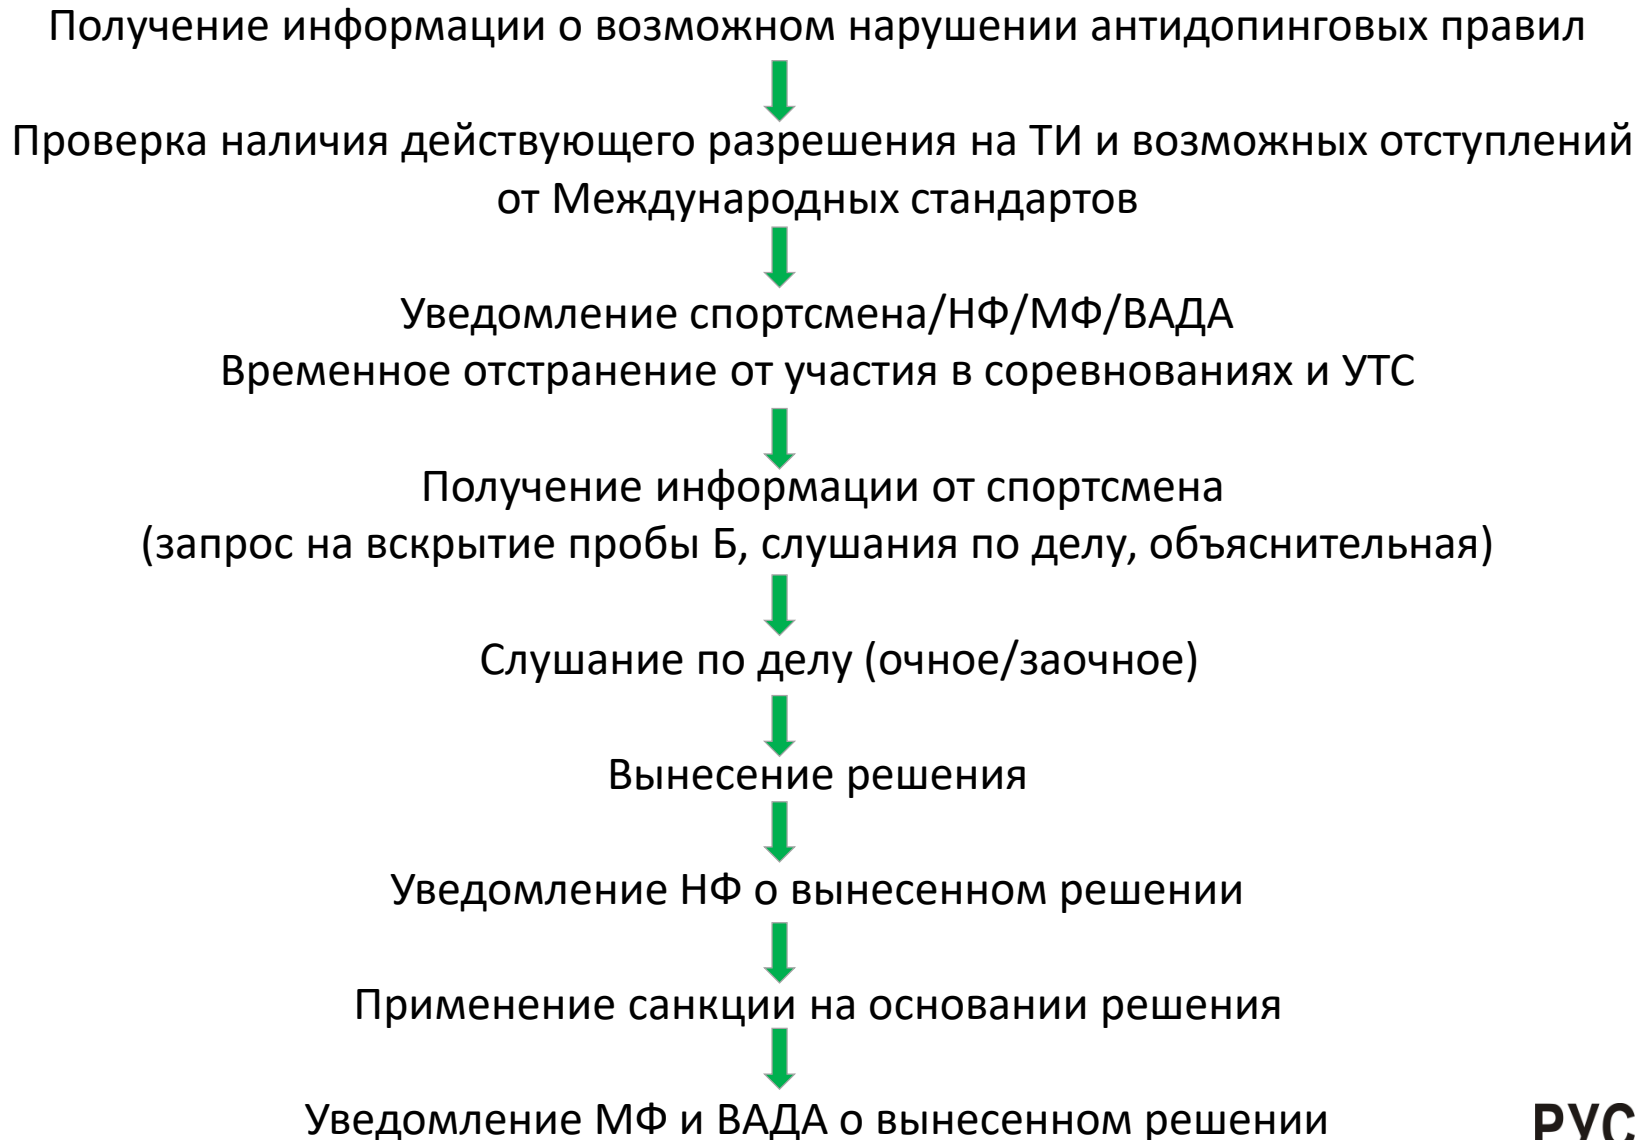 Получение информации о возможном нарушении антидопинговых правил
Проверка наличия действующего разрешения на ТИ и возможных отступлений
от Международных стандартов
Уведомление спортсмена/НФ/МФ/ВАДА
Временное отстранение от участия в соревнованиях и УТС
Получение информации от спортсмена
(запрос на вскрытие пробы Б, слушания по делу, объяснительная)
Слушание по делу (очное/заочное)
Вынесение решения
Уведомление НФ о вынесенном решении
Применение санкции на основании решения
Уведомление МФ и ВАДА о вынесенном решении
РУС